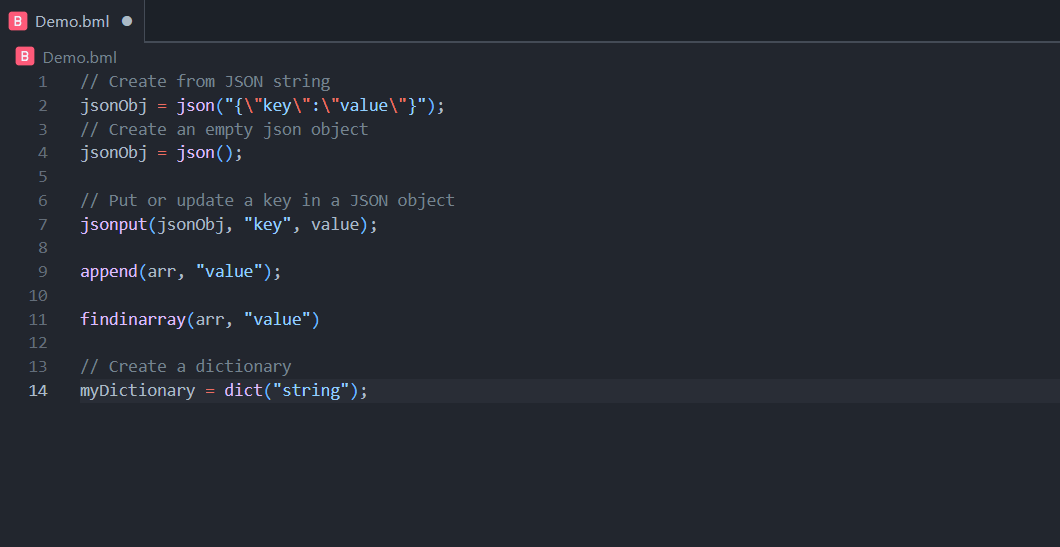 B Demo.bml
B Demo.bml
1 // Create from JSON string
2 jsonObj = json("{\"key\":\"value\"}");
3 // Create an empty json object
4 jsonObj = json();
5
6 // Put or update a key in a JSON object
7 jsonput(jsonObj, "key", value);
8
9 append(arr, "value");
10
11 findinarray(arr, "value")
12
13 // Create a dictionary
14 myDictionary = dict("string");